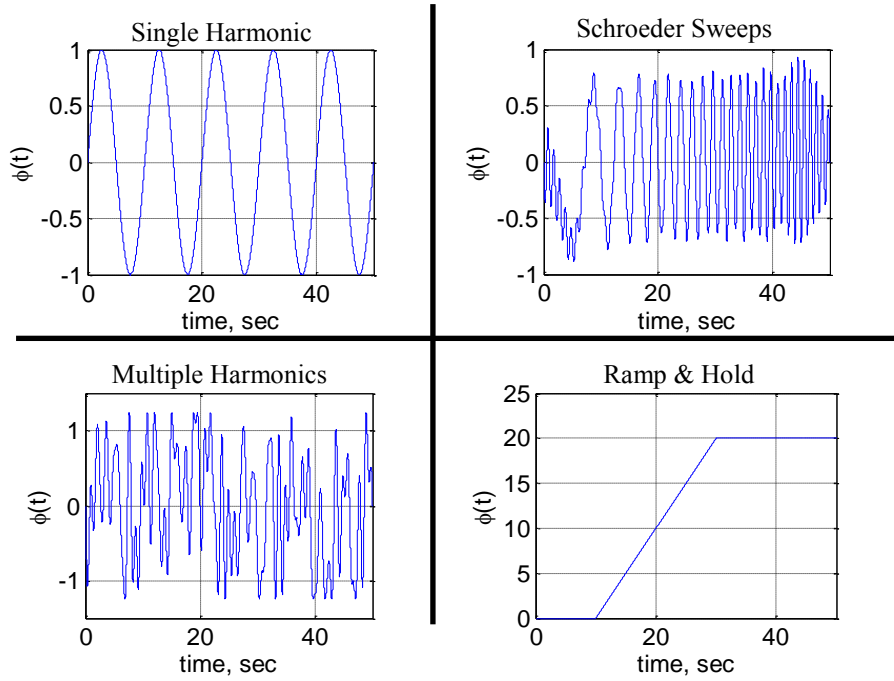 Single Harmonic
1
0.5
0
-0.5
-1
ϕ(t)
0 20 40
time, sec
Schroeder Sweeps
1
0.5
0
-0.5
-1
ϕ(t)
0 20 40
time, sec
Multiple Harmonics
1
0
-1
ϕ(t)
0 20 40
time, sec
Ramp & Hold
25
20
15
10
5
0
ϕ(t)
0 20 40
time, sec